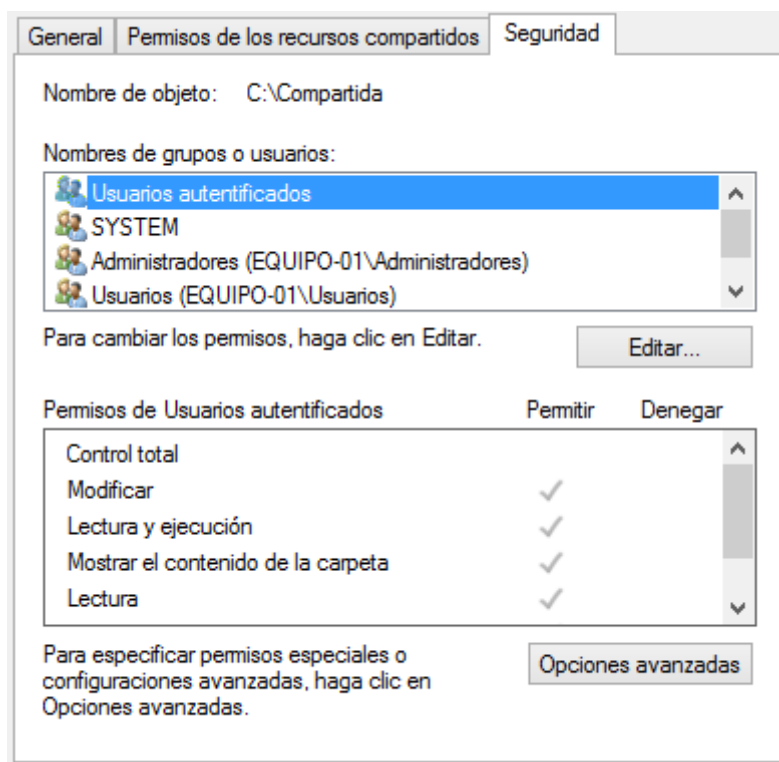 General Permisos de los recursos compartidos Seguridad
Nombre de objeto: C:\Compartida
Nombres de grupos o usuarios:
Usuarios autentificados
SYSTEM
Administradores (EQUIPO-01\Administradores)
Usuarios (EQUIPO-01\Usuarios)
Para cambiar los permisos, haga clic en Editar.
Editar...
Permisos de Usuarios autentificados Permitir Denegar
Control total
Modificar
Lectura y ejecución
Mostrar el contenido de la carpeta
Lectura
Para especificar permisos especiales o
configuraciones avanzadas, haga clic en
Opciones avanzadas.
Opciones avanzadas